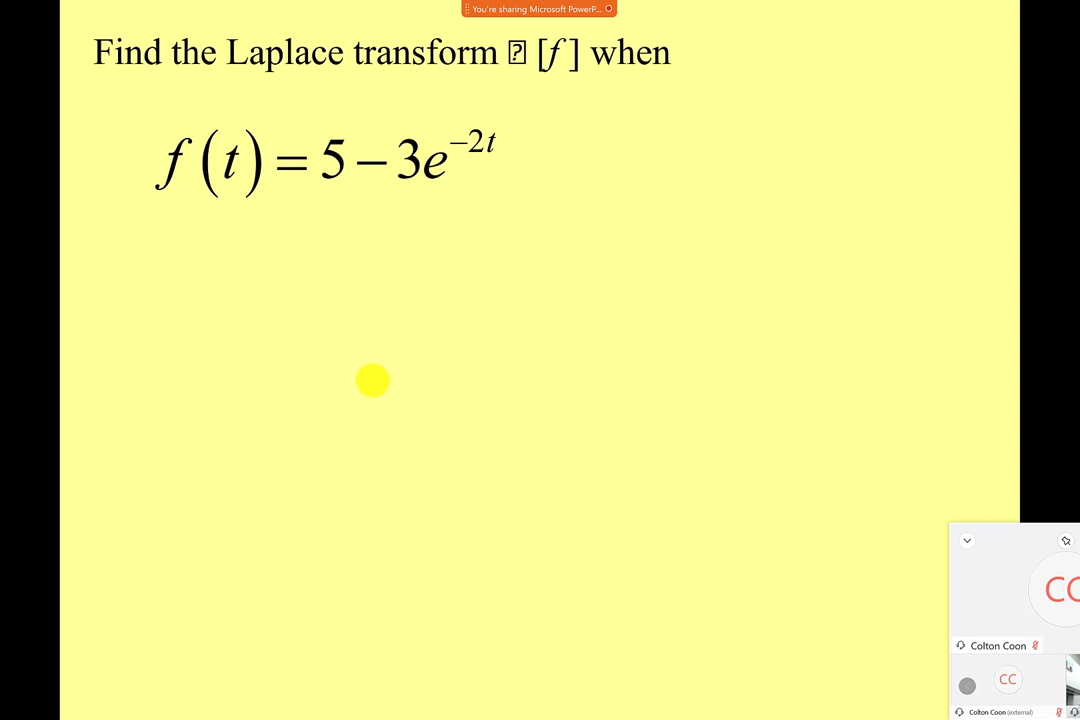 You're sharing Microsoft PowerP...
Find the Laplace transform [f] when
f(t) = 5 − 3e^{−2t}
CC
Colton Coon
CC
Colton Coon (external)